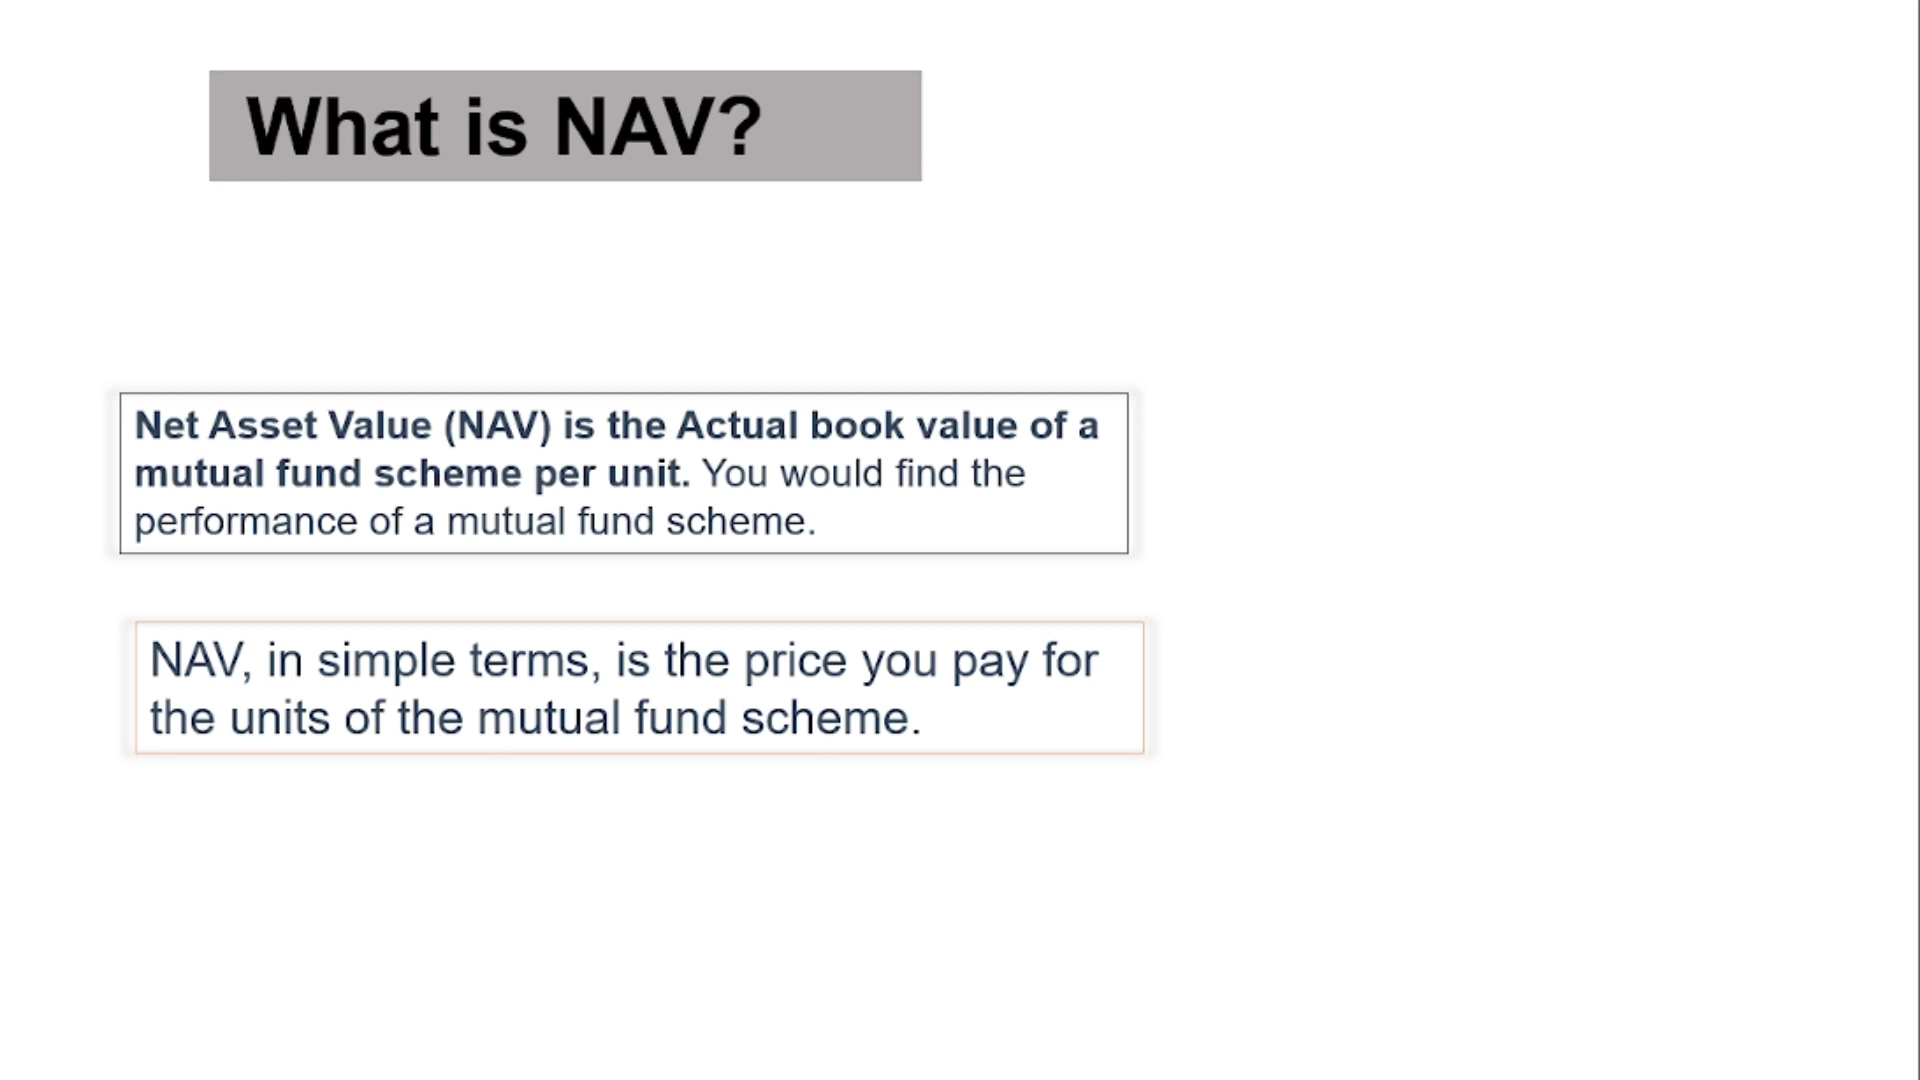 What is NAV?
Net Asset Value (NAV) is the Actual book value of a
mutual fund scheme per unit. You would find the
performance of a mutual fund scheme.
NAV, in simple terms, is the price you pay for
the units of the mutual fund scheme.